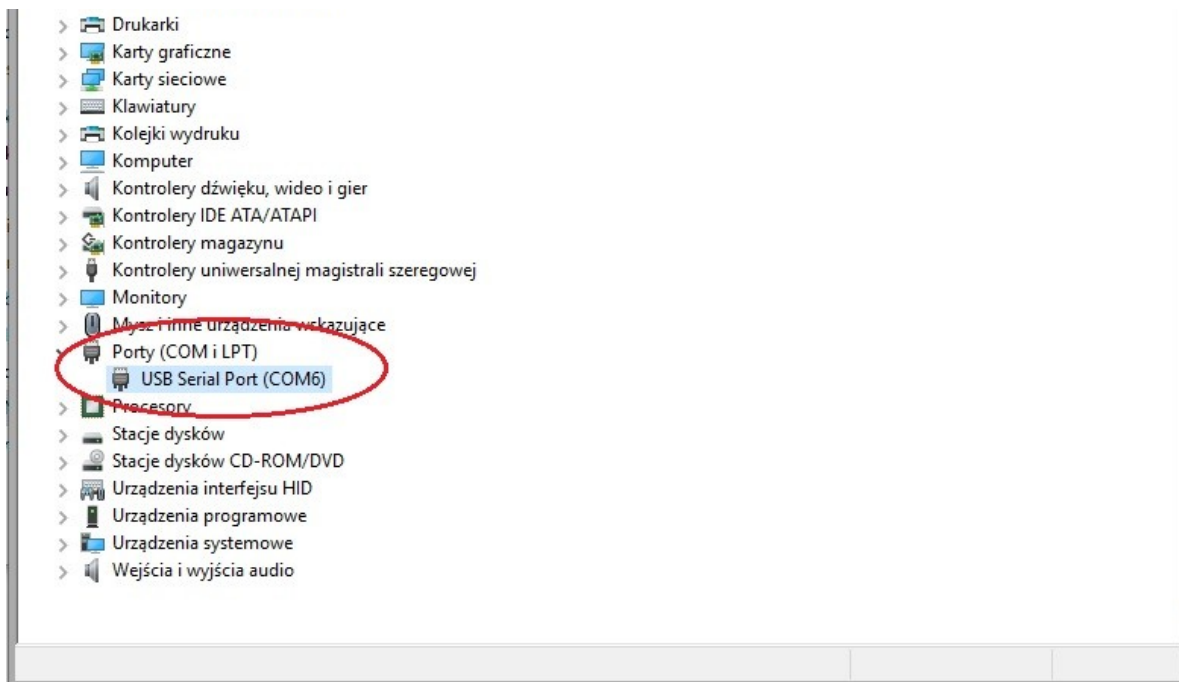 Drukarki
Karty graficzne
Karty sieciowe
Klawiatury
Kolejki wydruku
Komputer
Kontrolery dźwięku, wideo i gier
Kontrolery IDE ATA/ATAPI
Kontrolery magazynu
Kontrolery uniwersalnej magistrali szeregowej
Monitory
Mysz i inne urządzenia wskazujące
Porty (COM i LPT)
USB Serial Port (COM6)
Procesory
Stacje dysków
Stacje dysków CD-ROM/DVD
Urządzenia interfejsu HID
Urządzenia programowe
Urządzenia systemowe
Wejścia i wyjścia audio